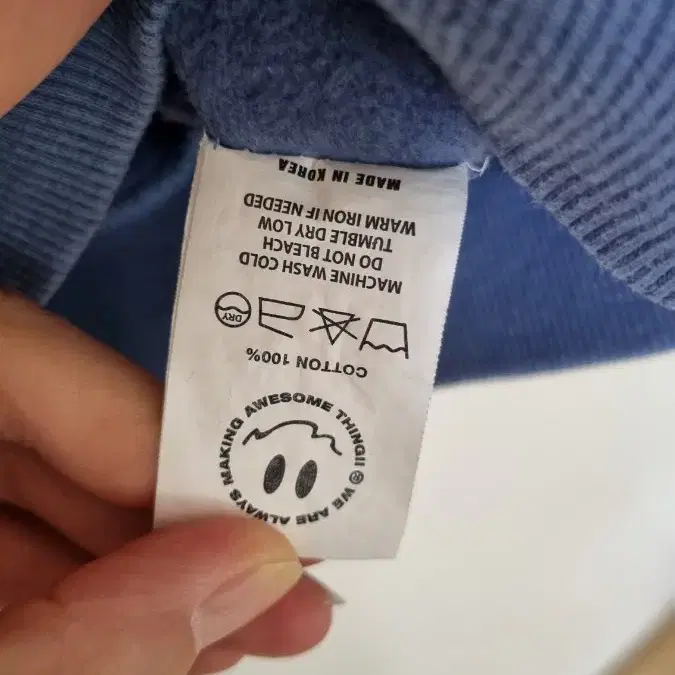 WE ARE ALWAYS MAKING AWESOME THINGII
COTTON 100%
DRY
MACHINE WASH COLD
DO NOT BLEACH
TUMBLE DRY LOW
WARM IRON IF NEEDED
MADE IN KOREA